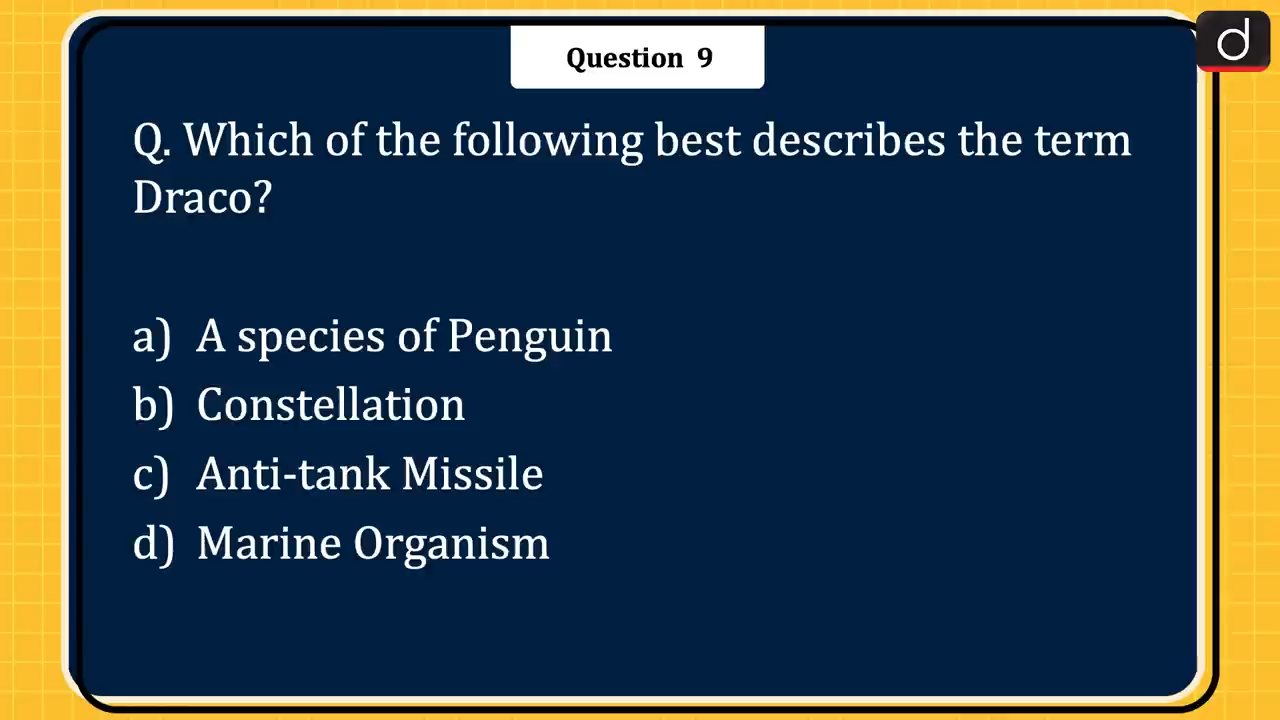 Question 9
d
Q. Which of the following best describes the term
Draco?
a) A species of Penguin
b) Constellation
c) Anti-tank Missile
d) Marine Organism